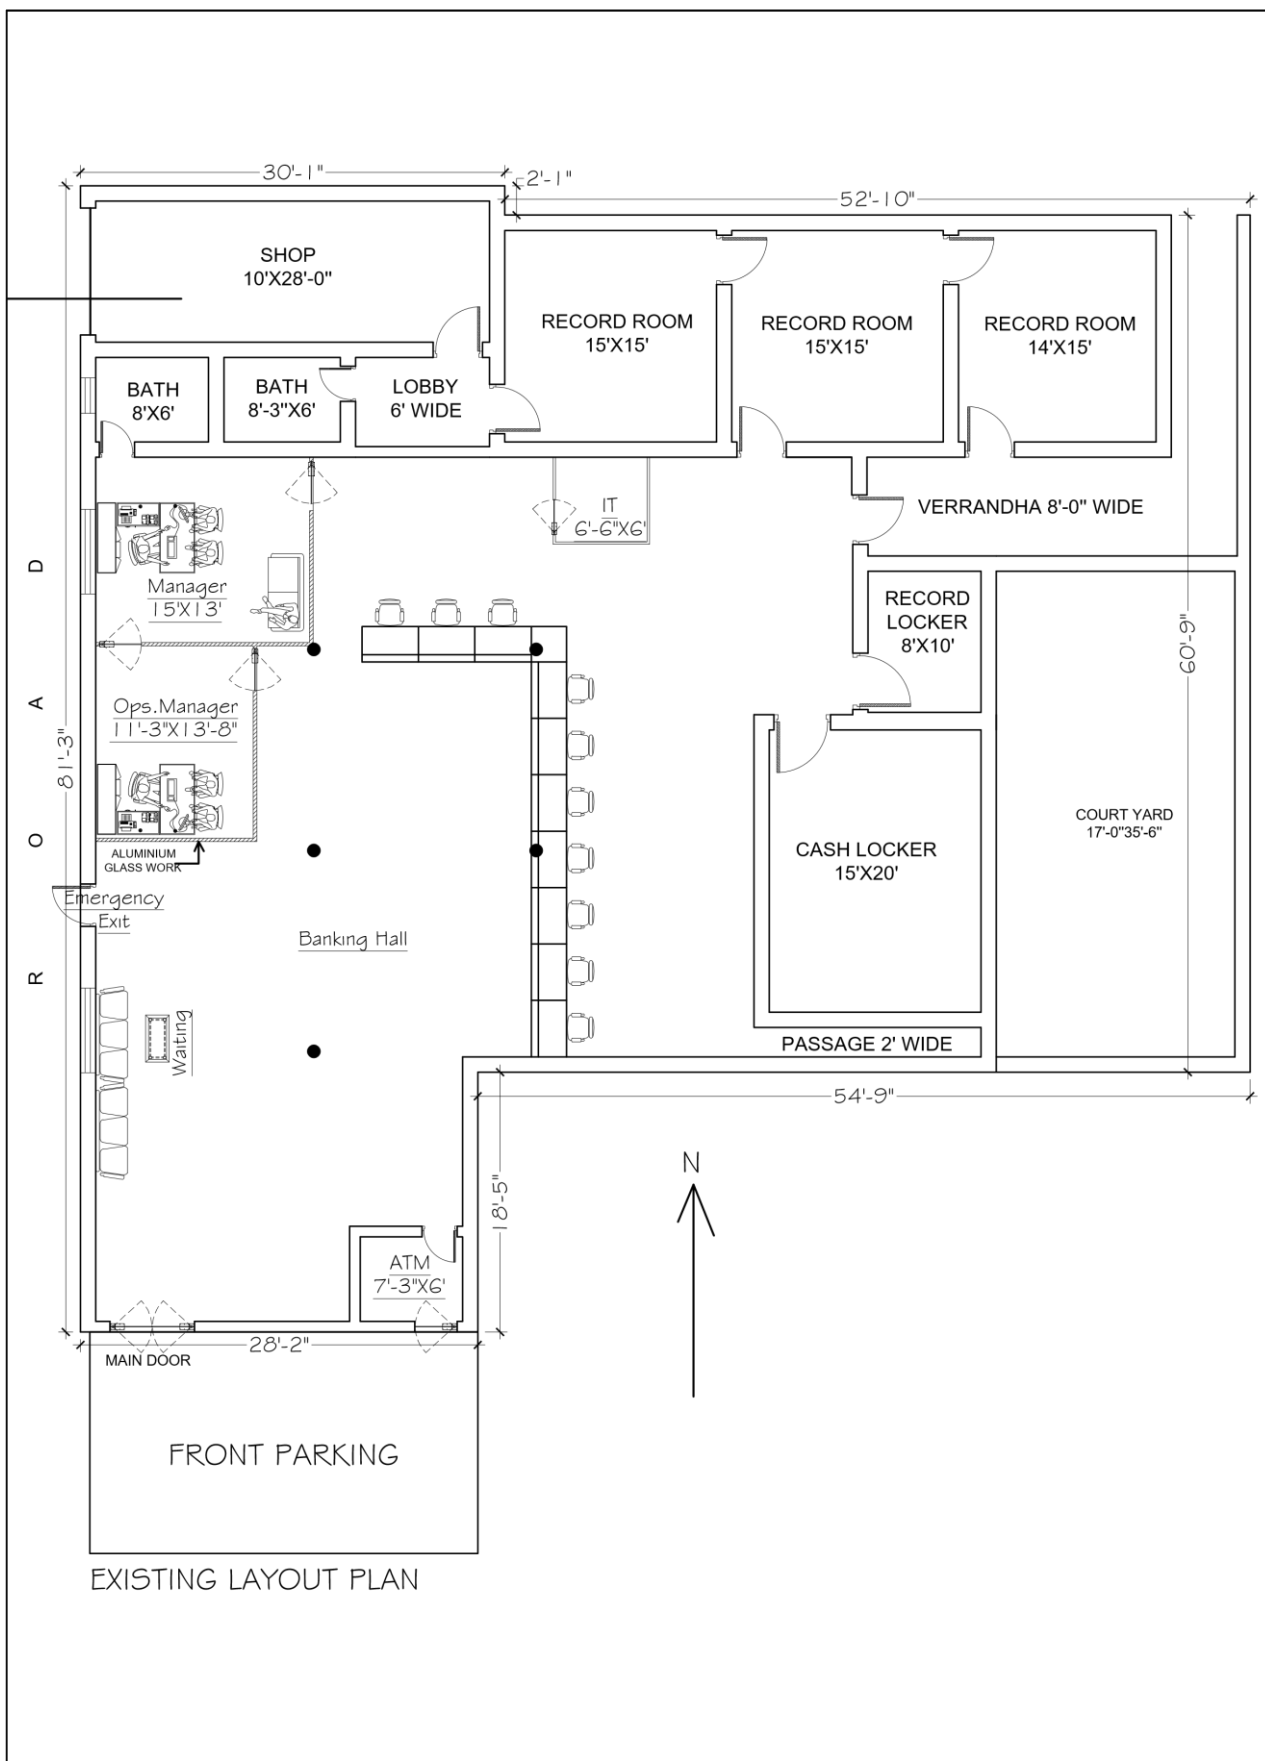 30'-1"
2'-1"
52'-10"
SHOP
10'X28'-0"
RECORD ROOM
15'X15'
RECORD ROOM
15'X15'
RECORD ROOM
14'X15'
BATH
8'X6'
BATH
8'-3"X6'
LOBBY
6' WIDE
IT
6'-6"X6'
VERRANDHA 8'-0" WIDE
Manager
15'X13'
RECORD
LOCKER
8'X10'
60'-9"
Ops.Manager
11'-3"X13'-8"
81'-3"
ROAD
ALUMINIUM
GLASS WORK
CASH LOCKER
15'X20'
COURT YARD
17'-0"35'-6"
Emergency
Exit
Banking Hall
Waiting
PASSAGE 2' WIDE
54'-9"
N
18'-5"
ATM
7'-3"X6'
28'-2"
MAIN DOOR
FRONT PARKING
EXISTING LAYOUT PLAN